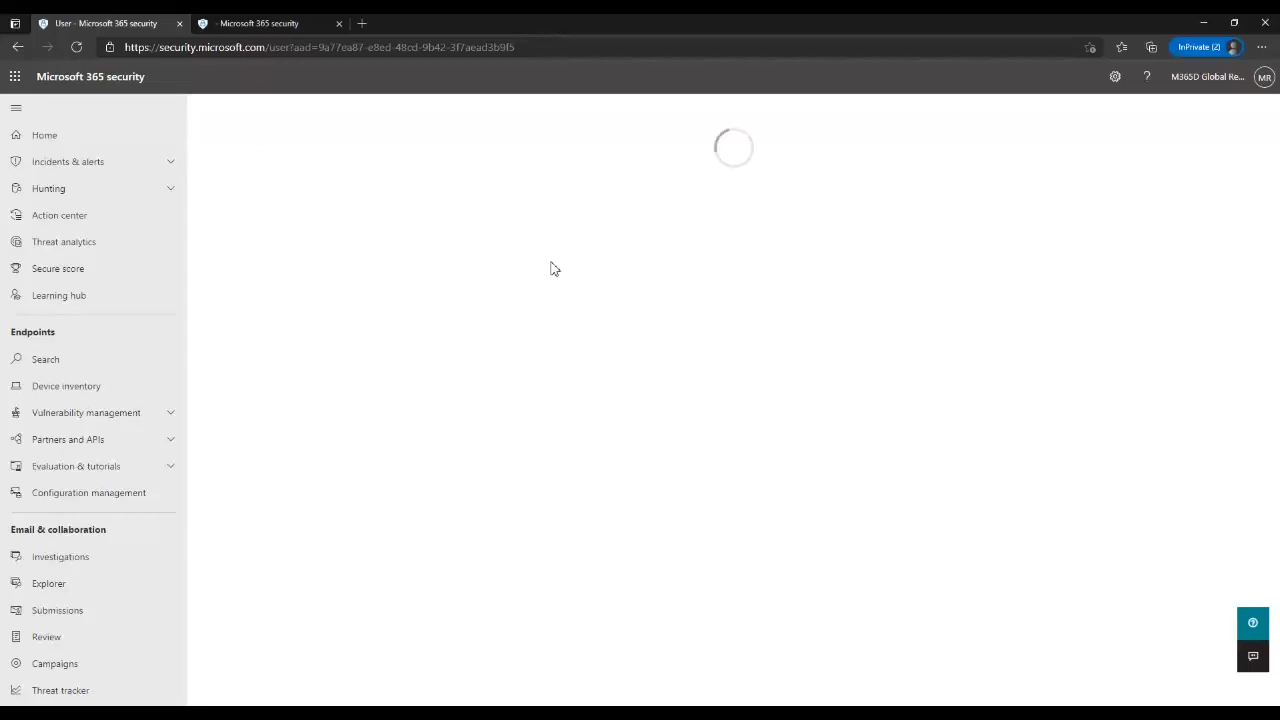 User - Microsoft 365 security
- Microsoft 365 security
https://security.microsoft.com/user?aad=9a77ea87-e8ed-48cd-9b42-3f7aead3b9f5
InPrivate (2)
Microsoft 365 security
M365D Global Re...
MR
Home
Incidents & alerts
Hunting
Action center
Threat analytics
Secure score
Learning hub
Endpoints
Search
Device inventory
Vulnerability management
Partners and APIs
Evaluation & tutorials
Configuration management
Email & collaboration
Investigations
Explorer
Submissions
Review
Campaigns
Threat tracker